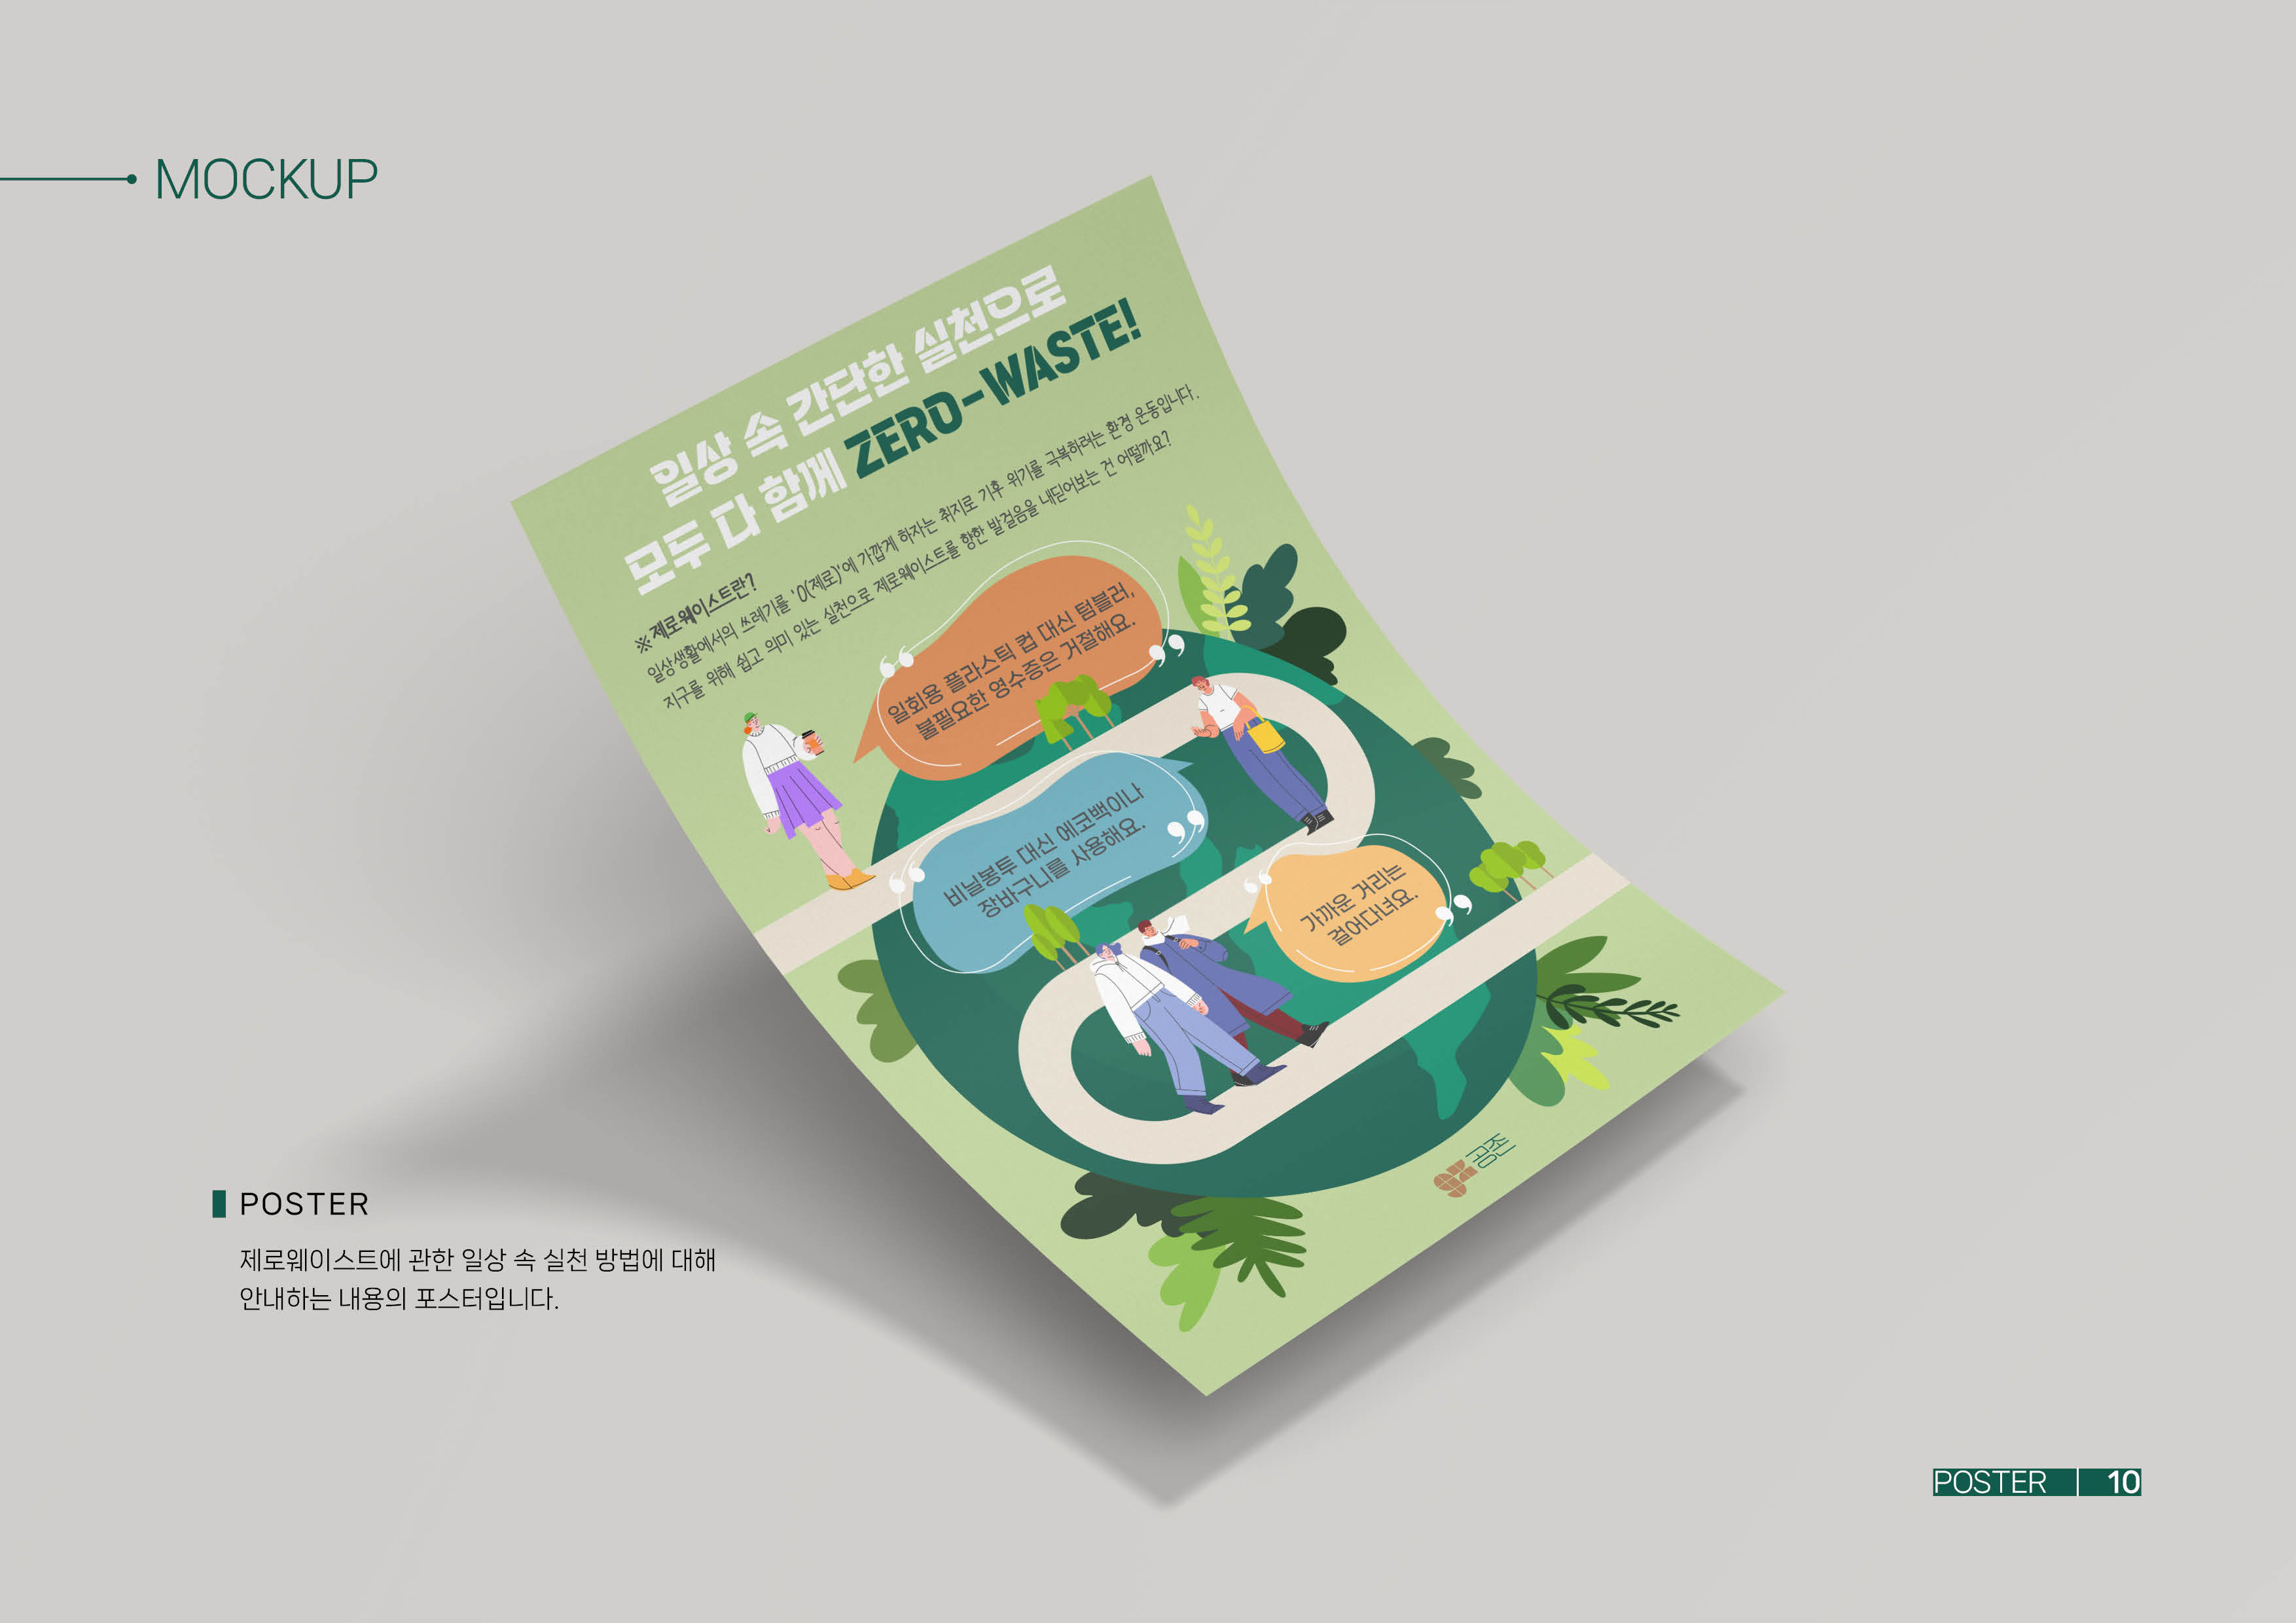 MOCKUP
일상 속 간단한 실천으로
모두 다 함께 ZERO-WASTE!
※ 제로웨이스트란?
일상생활에서의 쓰레기를 '0(제로)'에 가깝게 하자는 취지로 기후 위기를 극복하려는 환경 운동입니다.
지구를 위해 쉽고 의미 있는 실천으로 제로웨이스트를 향한 발걸음을 내딛어보는 건 어떨까요?
“일회용 플라스틱 컵 대신 텀블러,
불필요한 영수증은 거절해요.”
“비닐봉투 대신 에코백이나
장바구니를 사용해요.”
“가까운 거리는
걸어다녀요.”
공존
POSTER
제로웨이스트에 관한 일상 속 실천 방법에 대해
안내하는 내용의 포스터입니다.
POSTER | 10